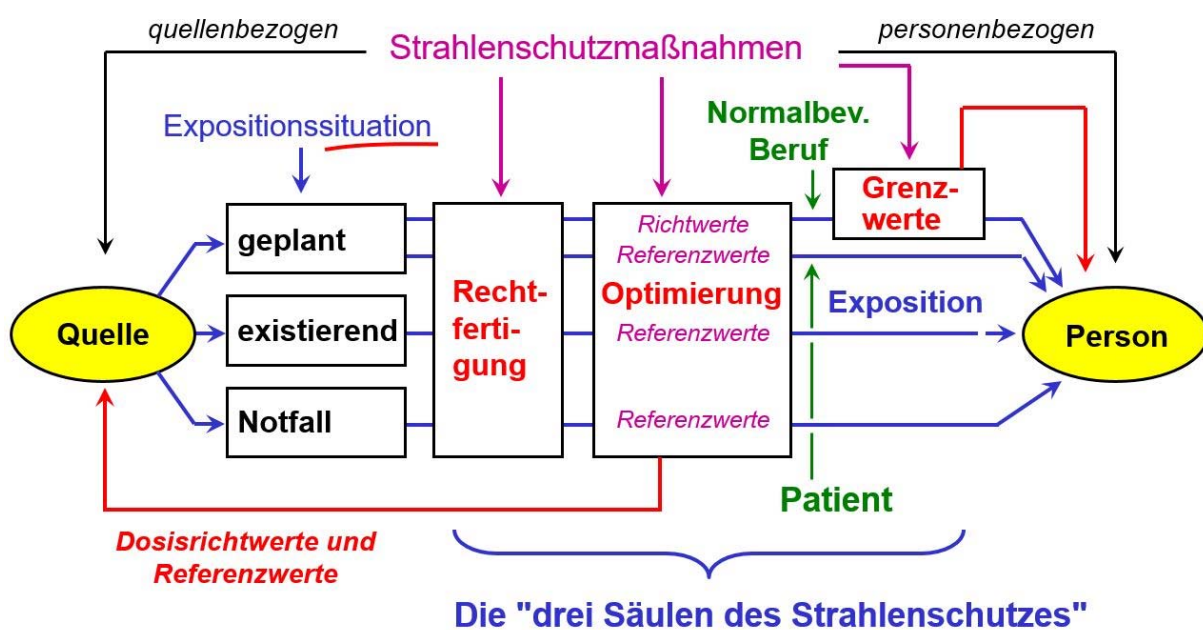 quellenbezogen
Strahlenschutzmaßnahmen
personenbezogen
Expositionssituation
Normalbev.
Beruf
geplant
existierend
Notfall
Quelle
Recht-
ferti-
gung
Richtwerte
Referenzwerte
Optimierung
Referenzwerte
Referenzwerte
Grenz-
werte
Exposition
Person
Patient
Dosisrichtwerte und
Referenzwerte
Die "drei Säulen des Strahlenschutzes"